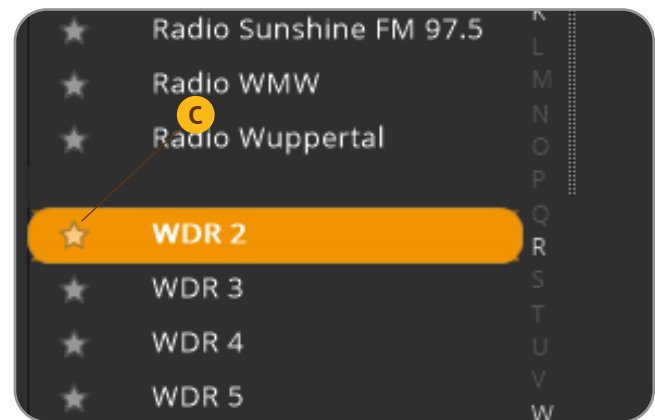 Radio Sunshine FM 97.5
Radio WMW
C
Radio Wuppertal
WDR 2
WDR 3
WDR 4
WDR 5
K
L
M
N
O
P
Q
R
S
T
U
V
W